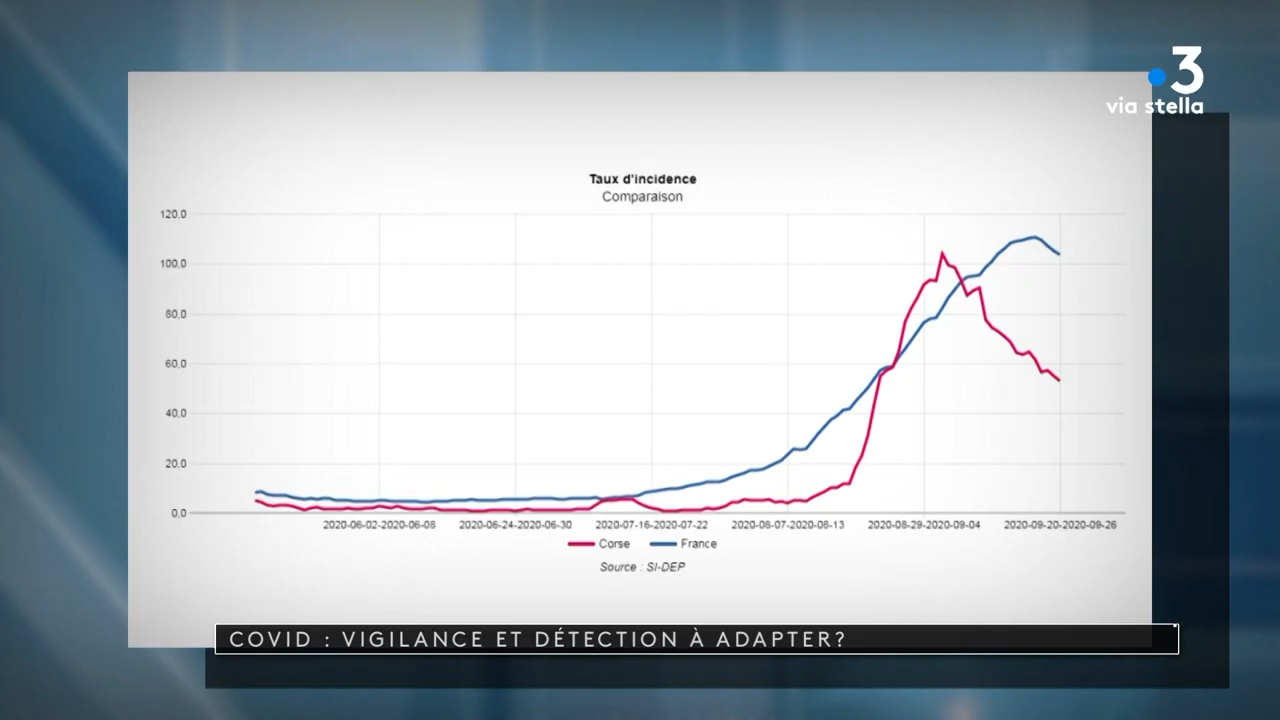 3
via stella
Taux d'incidence
Comparaison
120,0
100,0
80,0
60,0
40,0
20,0
0,0
2020-06-02-2020-06-08 2020-06-24-2020-06-30 2020-07-16-2020-07-22 2020-08-07-2020-08-13 2020-08-29-2020-09-04 2020-09-20-2020-09-26
Corse France
Source : SI-DEP
COVID : VIGILANCE ET DÉTECTION À ADAPTER?